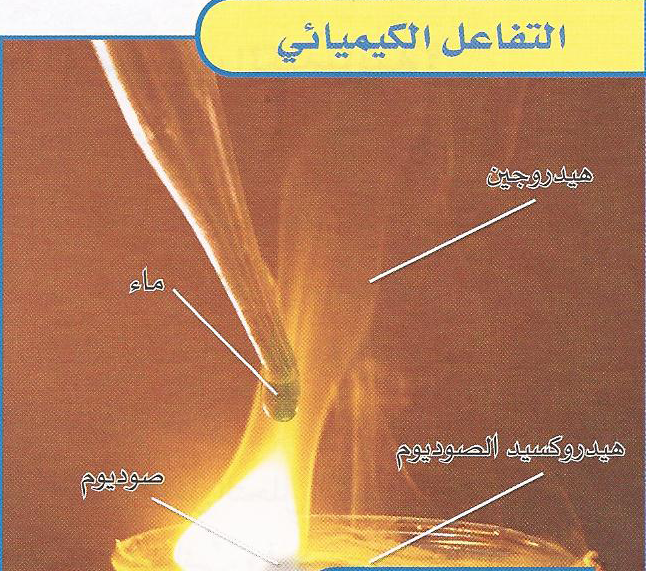 التفاعل الكيميائي
هيدروجين
ماء
هيدروكسيد الصوديوم
صوديوم